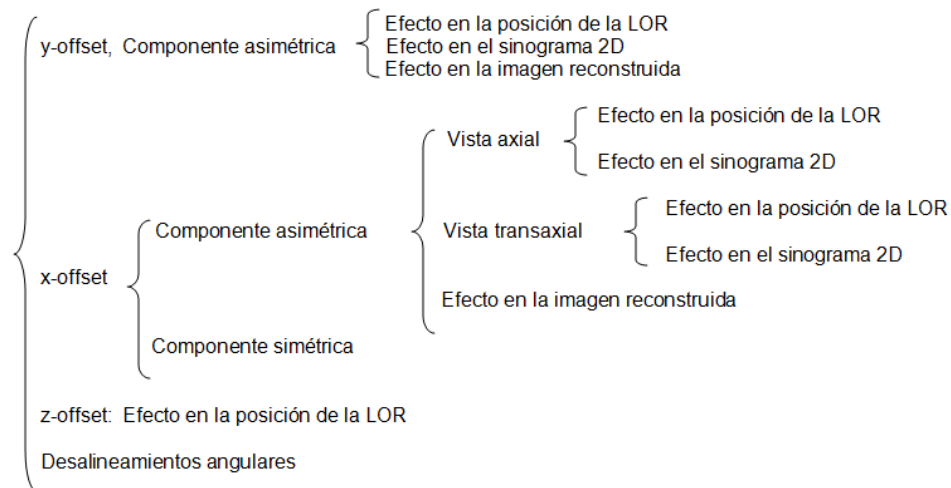 y-offset, Componente asimétrica
Efecto en la posición de la LOR
Efecto en el sinograma 2D
Efecto en la imagen reconstruida
x-offset
Componente asimétrica
Vista axial
Efecto en la posición de la LOR
Efecto en el sinograma 2D
Vista transaxial
Efecto en la posición de la LOR
Efecto en el sinograma 2D
Efecto en la imagen reconstruida
Componente simétrica
z-offset: Efecto en la posición de la LOR
Desalineamientos angulares